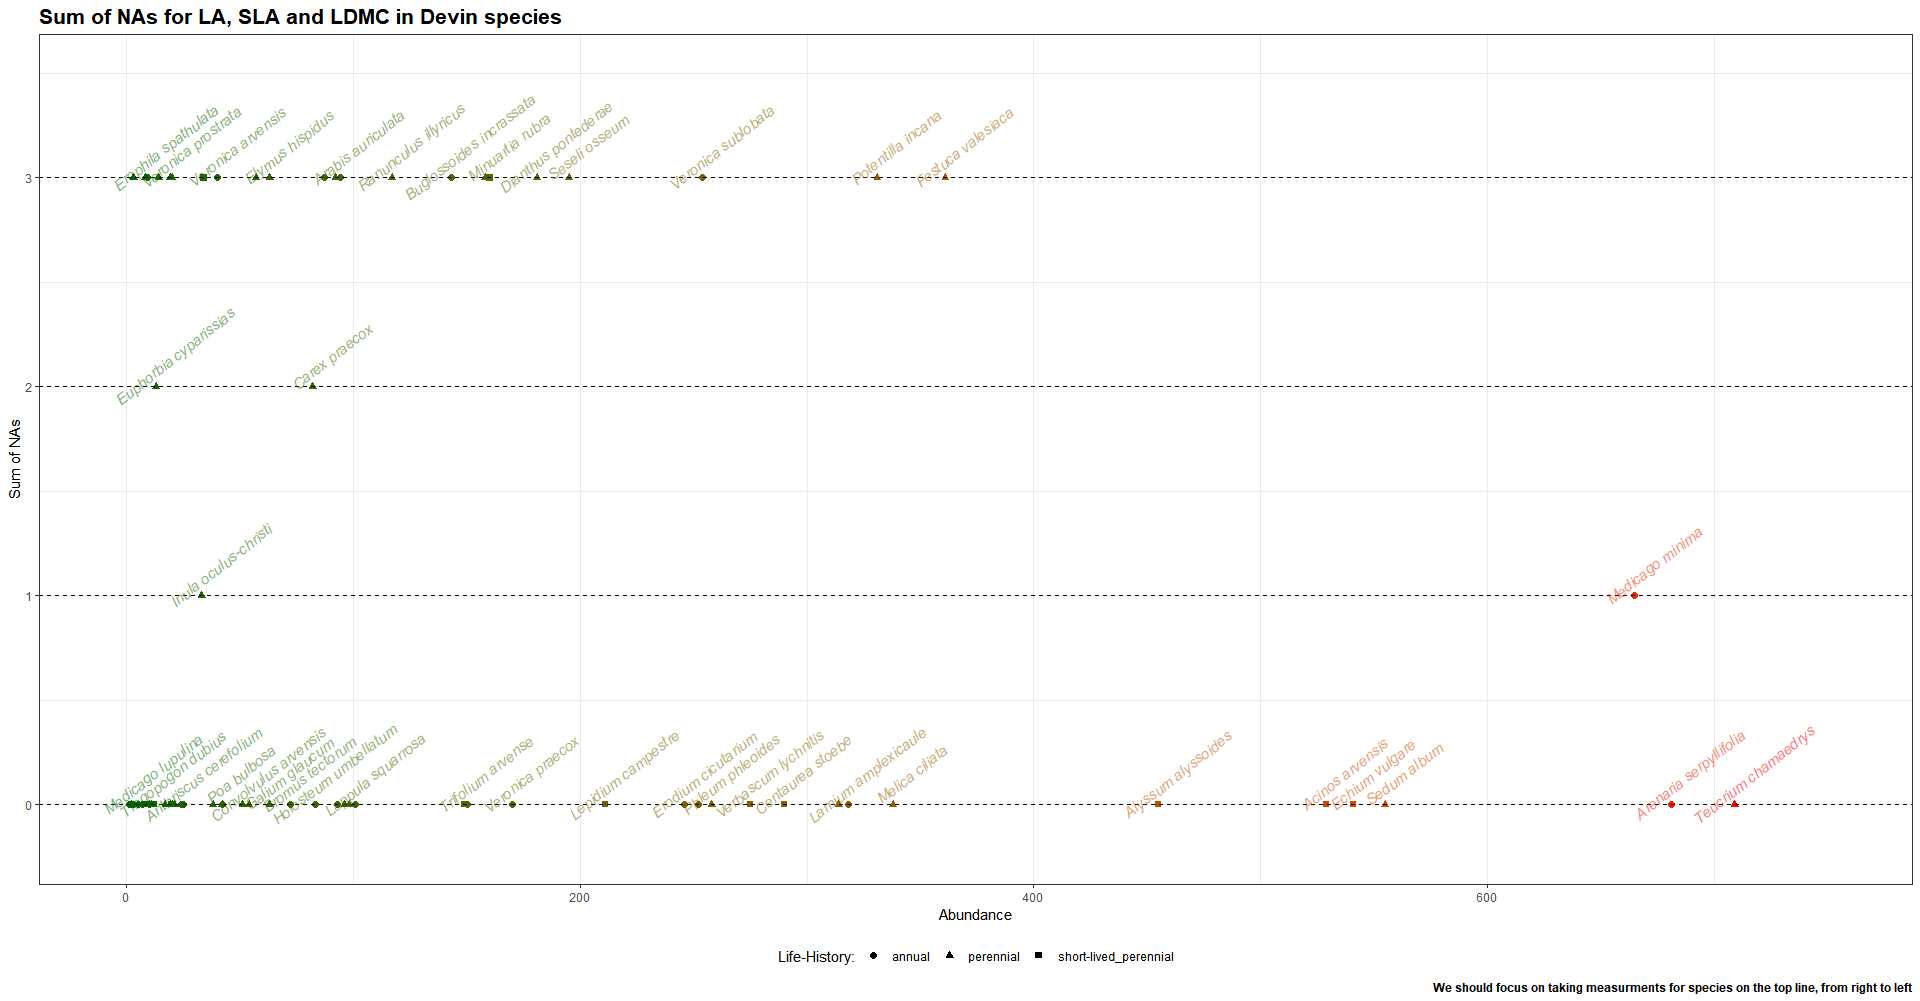 Sum of NAs for LA, SLA and LDMC in Devin species
Sum of NAs
3
Erophila spathulata
Veronica prostrata
Veronica arvensis
Elymus hispidus
Arabis auriculata
Ranunculus illyricus
Buglossoides incrassata
Minuartia rubra
Dianthus pontederae
Seseli osseum
Veronica sublobata
Potentilla incana
Festuca valesiaca
2
Euphorbia cyparissias
Carex praecox
1
Inula oculus-christi
Medicago minima
0
Medicago lupulina
Tragopogon dubius
Anthriscus cerefolium
Poa bulbosa
Convolvulus arvensis
Galium glaucum
Bromus tectorum
Holosteum umbellatum
Lappula squarrosa
Trifolium arvense
Veronica praecox
Lepidium campestre
Erodium cicutarium
Phleum phleoides
Verbascum lychnitis
Centaurea stoebe
Lamium amplexicaule
Melica ciliata
Alyssum alyssoides
Acinos arvensis
Echium vulgare
Sedum album
Arenaria serpyllifolia
Teucrium chamaedrys
0 200 400 600
Abundance
Life-History: annual perennial short-lived_perennial
We should focus on taking measurments for species on the top line, from right to left